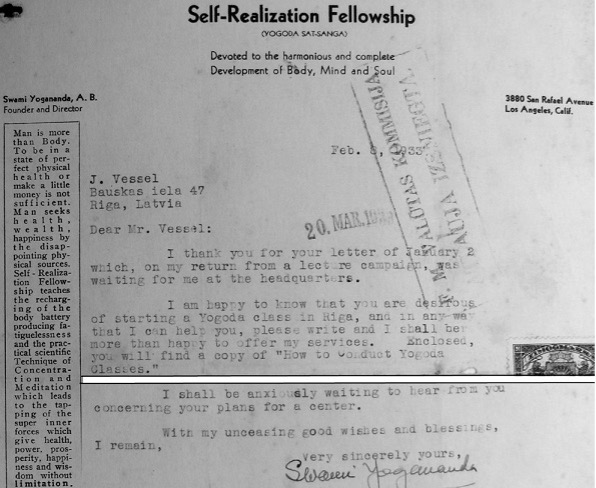 Self-Realization Fellowship
(YOGODA SAT-SANGA)
Devoted to the harmonious and complete
Development of Body, Mind and Soul
Swami Yogananda, A. B.
Founder and Director
3880 San Rafael Avenue
Los Angeles, Calif.
Man is more
than Body.
To be in a
state of per-
fect physical
health or
make a little
money is not
sufficient.
Man seeks
health,
wealth,
happiness by
the disap-
pointing phy-
sical sources.
Self-Realiza-
tion Fellow-
ship teaches
the recharg-
ing of the
body battery
producing fa-
tiguelessness
and the prac-
tical scientific
Technique of
Concentra-
tion and
Meditation
which leads
to the tap-
ping of the
super inner
forces which
give health,
power, pros-
perity, happi-
ness and wis-
dom without
limitation.
Feb. 8, 1933
J. Vessel
Bauskas iela 47
Riga, Latvia
20. MAR. 19
ALOTAS KOMISIJA
AUJA IZSNIEGTA
Dear Mr. Vessel:
I thank you for your letter of January 2
which, on my return from a lecture campaign, was
waiting for me at the headquarters.
I am happy to know that you are desirous
of starting a Yogoda class in Riga, and in any way
that I can help you, please write and I shall be
more than happy to offer my services. Enclosed,
you will find a copy of "How to Conduct Yogoda
Classes."
I shall be anxiously waiting to hear from you
concerning your plans for a center.
With my unceasing good wishes and blessings,
I remain,
very sincerely yours,
Swami Yogananda